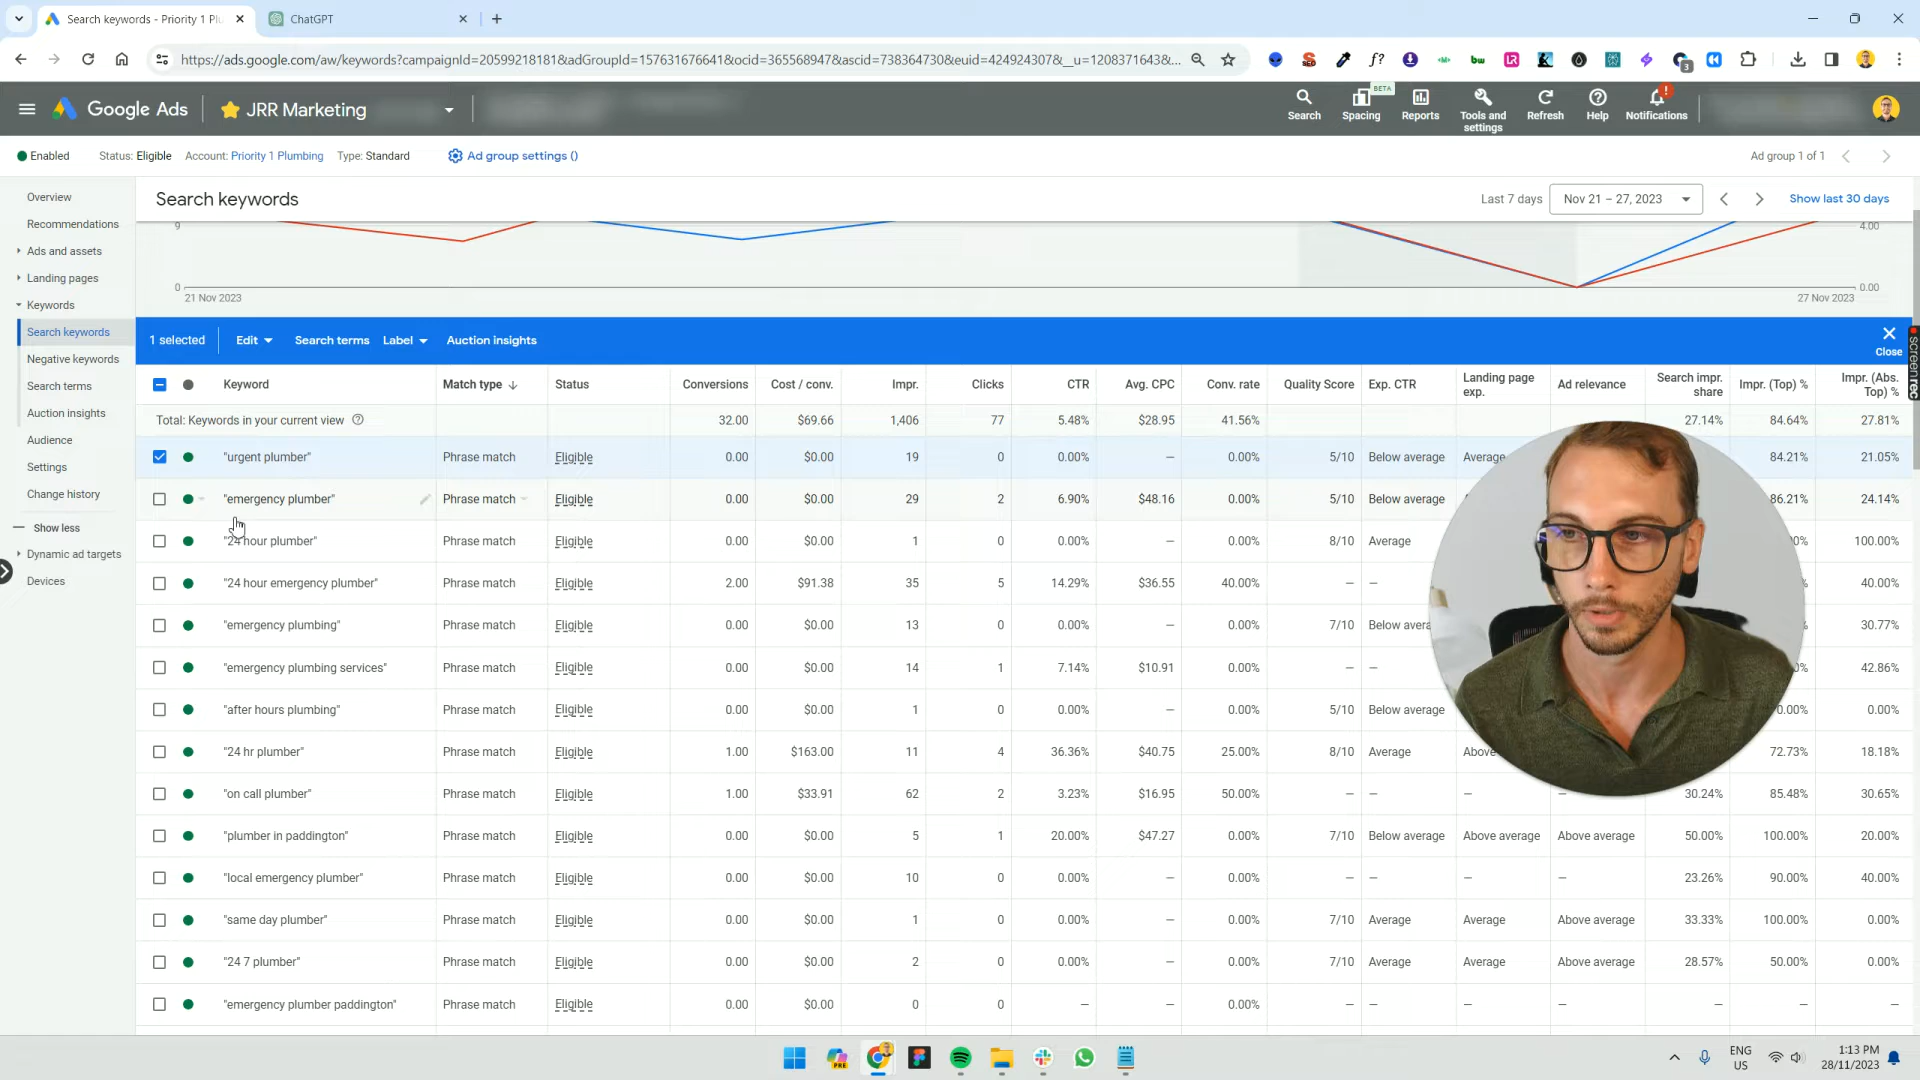 Search keywords - Priority 1 Plu
ChatGPT
https://ads.google.com/aw/keywords?campaignId=20599218181&adGroupId=157631676641&ocid=365568947&ascid=738364730&euid=424924307&__u=1208371643&...
Google Ads
JRR Marketing
Search
BETA
Spacing
Reports
Tools and settings
Refresh
Help
Notifications
Enabled Status: Eligible Account: Priority 1 Plumbing Type: Standard Ad group settings () Ad group 1 of 1
Overview
Recommendations
Ads and assets
Landing pages
Keywords
Search keywords
Negative keywords
Search terms
Auction insights
Audience
Settings
Change history
Show less
Dynamic ad targets
Devices
Search keywords
Last 7 days Nov 21 – 27, 2023 Show last 30 days
9 4.00
0 0.00
21 Nov 2023 27 Nov 2023
1 selected Edit Search terms Label Auction insights Close
Keyword Match type Status Conversions Cost / conv. Impr. Clicks CTR Avg. CPC Conv. rate Quality Score Exp. CTR Landing page exp. Ad relevance Search impr. share Impr. (Top) % Impr. (Abs. Top) %
Total: Keywords in your current view 32.00 $69.66 1,406 77 5.48% $28.95 41.56% 27.14% 84.64% 27.81%
"urgent plumber" Phrase match Eligible 0.00 $0.00 19 0 0.00% — 0.00% 5/10 Below average Average 84.21% 21.05%
"emergency plumber" Phrase match Eligible 0.00 $0.00 29 2 6.90% $48.16 0.00% 5/10 Below average 86.21% 24.14%
"24 hour plumber" Phrase match Eligible 0.00 $0.00 1 0 0.00% — 0.00% 8/10 Average 100.00%
"24 hour emergency plumber" Phrase match Eligible 2.00 $91.38 35 5 14.29% $36.55 40.00% — — 40.00%
"emergency plumbing" Phrase match Eligible 0.00 $0.00 13 0 0.00% — 0.00% 7/10 Below avera 30.77%
"emergency plumbing services" Phrase match Eligible 0.00 $0.00 14 1 7.14% $10.91 0.00% — — 42.86%
"after hours plumbing" Phrase match Eligible 0.00 $0.00 1 0 0.00% — 0.00% 5/10 Below average 0.00%
"24 hr plumber" Phrase match Eligible 1.00 $163.00 11 4 36.36% $40.75 25.00% 8/10 Average Above 72.73% 18.18%
"on call plumber" Phrase match Eligible 1.00 $33.91 62 2 3.23% $16.95 50.00% — — — — 30.24% 85.48% 30.65%
"plumber in paddington" Phrase match Eligible 0.00 $0.00 5 1 20.00% $47.27 0.00% 7/10 Below average Above average Above average 50.00% 100.00% 20.00%
"local emergency plumber" Phrase match Eligible 0.00 $0.00 10 0 0.00% — 0.00% — — — — 23.26% 90.00% 40.00%
"same day plumber" Phrase match Eligible 0.00 $0.00 1 0 0.00% — 0.00% 7/10 Average Average Above average 33.33% 100.00% 0.00%
"24 7 plumber" Phrase match Eligible 0.00 $0.00 2 0 0.00% — 0.00% 7/10 Average Average Above average 28.57% 50.00% 0.00%
"emergency plumber paddington" Phrase match Eligible 0.00 $0.00 0 0 — — 0.00% — — — — — — —
screenrec
ENG
US
1:13 PM
28/11/2023